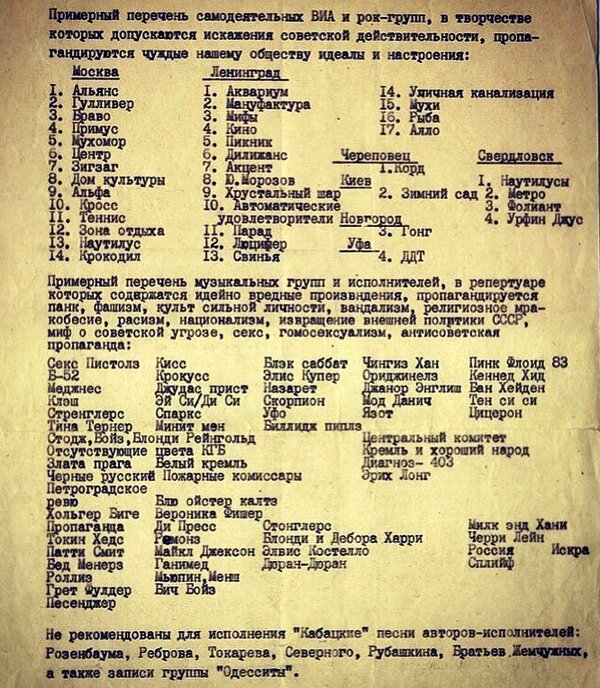 Примерный перечень самодеятельных ВИА и рок-групп, в творчестве
которых допускаются искажения советской действительности, пропа-
гандируются чуждые нашему обществу идеалы и настроения:
Москва Ленинград
1. Альянс 1. Аквариум 14. Уличная канализация
2. Гулливер 2. Мануфактура 15. Мухи
3. Браво 3. Мифы 16. Рыба
4. Примус 4. Кино 17. Алло
5. Мухомор 5. Пикник
6. Центр 6. Дилижанс Череповец Свердловск
7. Зигзаг 7. Акцент 1.Корд 1. Наутилусы
8. Дом культуры 8. Ю.Морозов Киев 2. Метро
9. Альфа 9. Хрустальный шар 2. Зимний сад 3. Фолиант
10. Кросс 10. Автоматические 4. Урфин Джус
11. Теннис удовлетворители Новгород
12. Зона отдыха 11. Парад 3. Гонг
13. Наутилус 12. Люцифер Уфа
14. Крокодил 13. Свинья 4. ДДТ
Примерный перечень музыкальных групп и исполнителей, в репертуаре
которых содержатся идейно вредные произвндения, пропагандируется
панк, фашизм, культ сильной личности, вандализм, религиозное мра-
кобесие, расизм, национализм, извращение внешней полртики СССР,
миф о советской угрозе, секс, гомосексуализм, антисоветская
пропаганда:
Секс Пистолз Кисс Блэк саббат Чингиз Хан Пинк Флоид 83
Б-52 Крокусс Элис Купер Ориджинелз Кеннед Хид
Меджнес Джудас прист Назарет Джанор Энглиш Ван Хейден
Клэш Эй Си/Ди Си Скорпион Мод Данич Тен си си
Стренглерс Спаркс Уфо Язот Цицерон
Тина Тернер Минит мен Биллидж пиплз
Стодж,Бойз,Блонди Рейнгольд Центральный комитет
Отсутствующие цвета КГБ Кремль и хороший народ
Злата прага Белый кремль Диагноз- 403
Черные русский Пожарные комиссары Эрих Лонг
Петроградское
ревю Блю ойстер калтз
Хольгер Биге Вероника Фишер
Пропаганда Ди Пресс Стонглерс Милк энд Хани
Токин Хедс Рамонз Блонди и Дебора Харри Черри Лейн
Патти Смит Майкл Джексон Элвис Костелло Россия Искра
Бед Менерз Ганимед Дюран-Дюран Сплийф
Роллиз Мьюпин,Менш
Грет Фулдер Бич Бойз
Песенджер
Не рекомендованы для исполнения "Кабацкие" песни авторов-исполнителей:
Розенбаума, Реброва, Токарева, Северного, Рубашкина, Братьев Жемчужных,
а также записи группы "Одесситы".